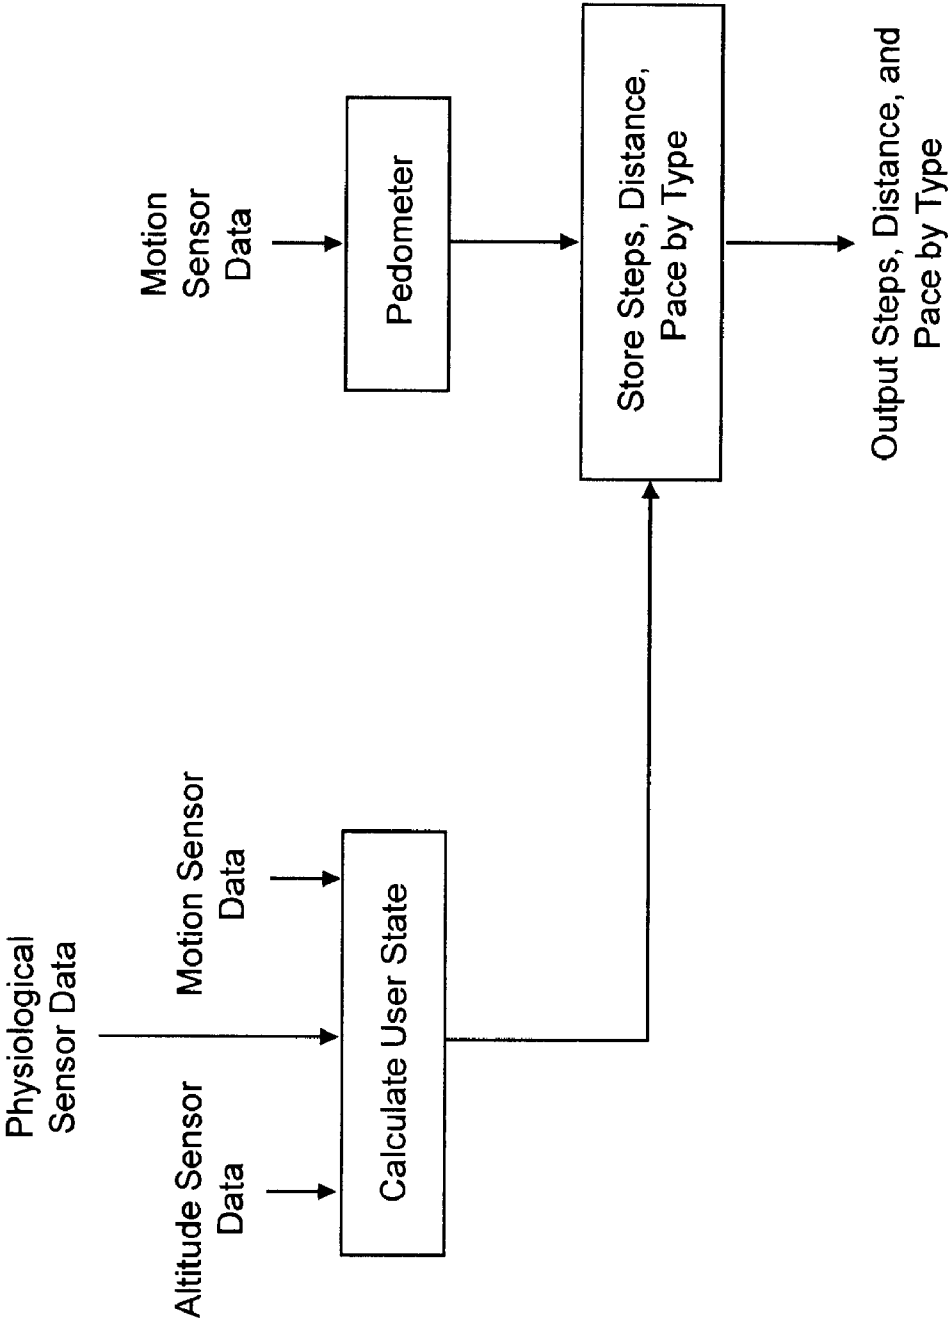 Physiological
Sensor Data
Altitude Sensor
Data
Motion Sensor
Data
Calculate User State
Motion
Sensor
Data
Pedometer
Store Steps, Distance,
Pace by Type
Output Steps, Distance, and
Pace by Type